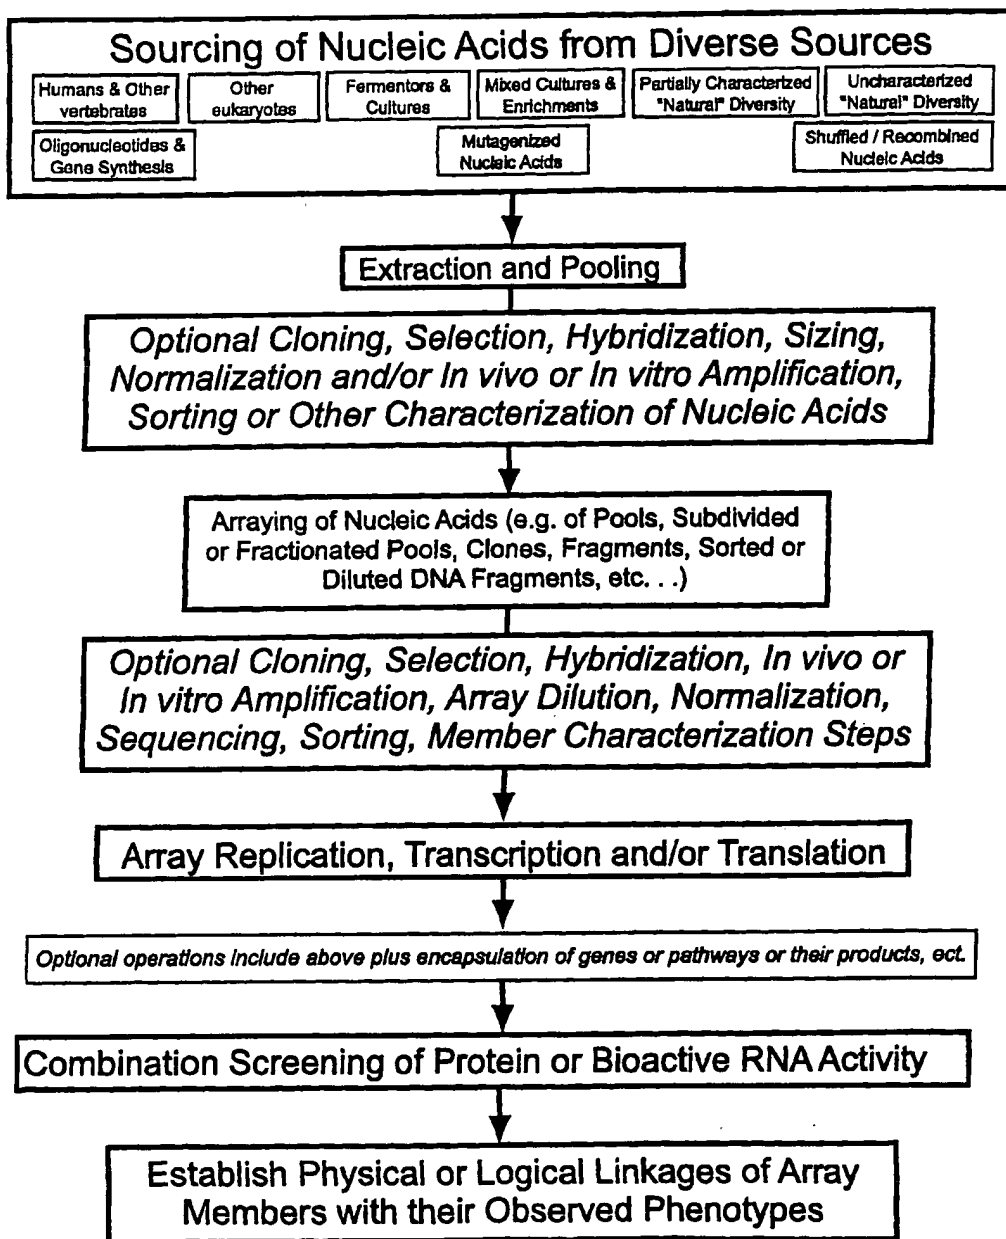 Sourcing of Nucleic Acids from Diverse Sources
Humans & Other
vertebrates
Other
eukaryotes
Fermentors &
Cultures
Mixed Cultures &
Enrichments
Partially Characterized
"Natural" Diversity
Uncharacterized
"Natural" Diversity
Oligonucleotides &
Gene Synthesis
Mutagenized
Nucleic Acids
Shuffled / Recombined
Nucleic Acids
Extraction and Pooling
Optional Cloning, Selection, Hybridization, Sizing,
Normalization and/or In vivo or In vitro Amplification,
Sorting or Other Characterization of Nucleic Acids
Arraying of Nucleic Acids (e.g. of Pools, Subdivided
or Fractionated Pools, Clones, Fragments, Sorted or
Diluted DNA Fragments, etc. . .)
Optional Cloning, Selection, Hybridization, In vivo or
In vitro Amplification, Array Dilution, Normalization,
Sequencing, Sorting, Member Characterization Steps
Array Replication, Transcription and/or Translation
Optional operations include above plus encapsulation of genes or pathways or their products, ect.
Combination Screening of Protein or Bioactive RNA Activity
Establish Physical or Logical Linkages of Array
Members with their Observed Phenotypes